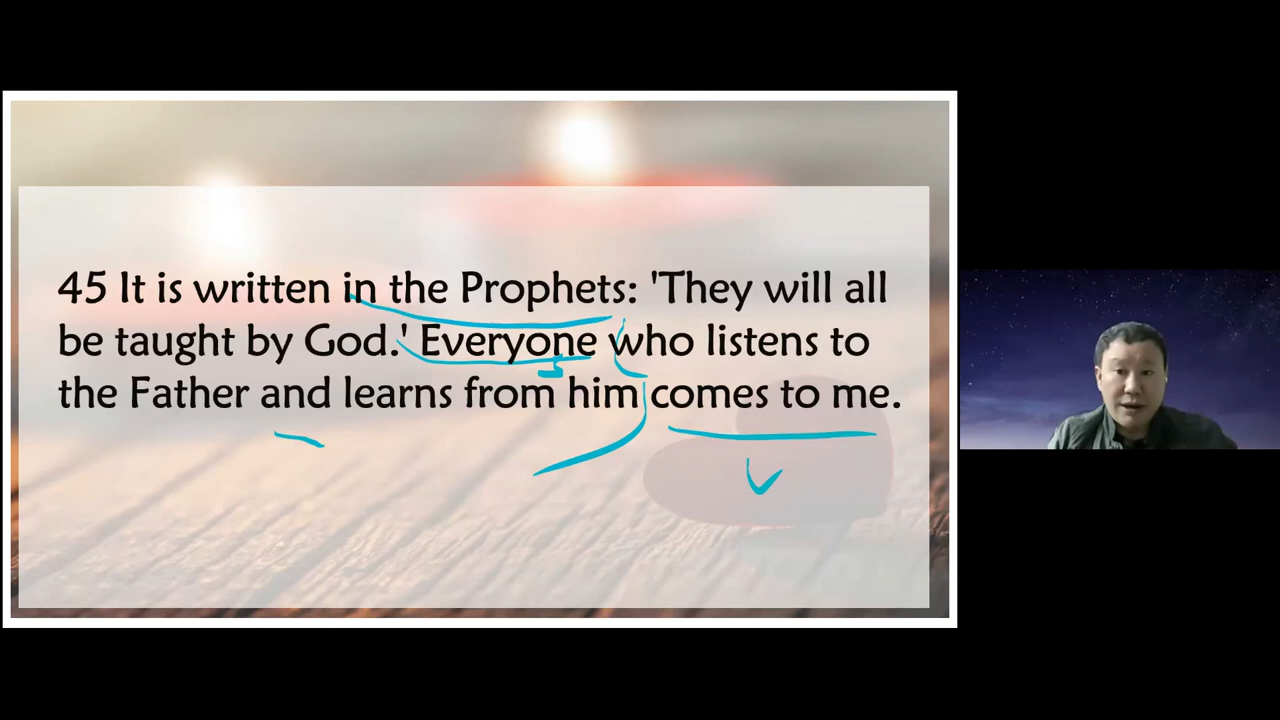 45 It is written in the Prophets: 'They will all
be taught by God.' Everyone who listens to
the Father and learns from him comes to me.